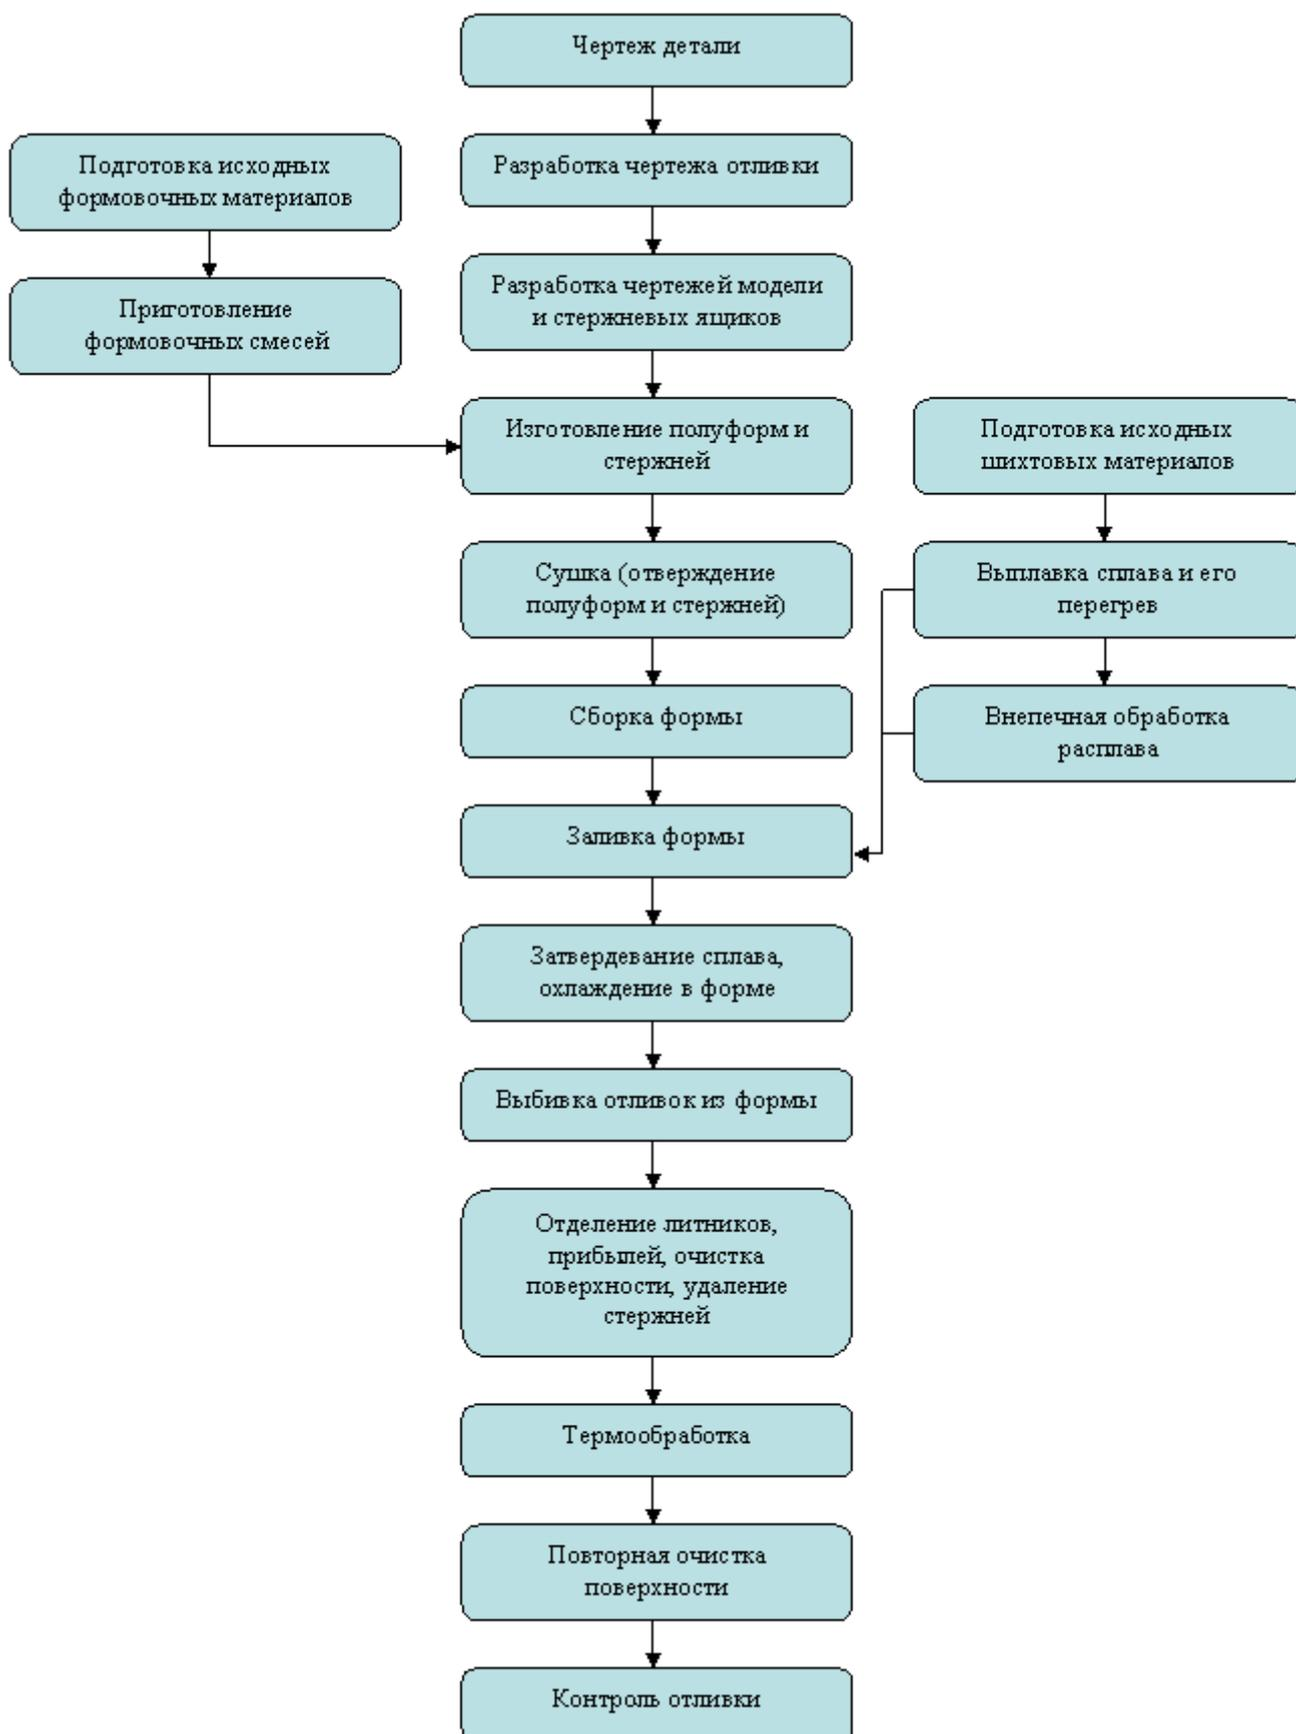 Чертеж детали
Подготовка исходных
формовочных материалов
Разработка чертежа отливки
Приготовление
формовочных смесей
Разработка чертежей модели
и стержневых ящиков
Изготовление полуформ и
стержней
Подготовка исходных
шихтовых материалов
Сушка (отверждение
полуформ и стержней)
Выплавка сплава и его
перегрев
Сборка формы
Внепечная обработка
расплава
Заливка формы
Затвердевание сплава,
охлаждение в форме
Выбивка отливок из формы
Отделение литников,
прибылей, очистка
поверхности, удаление
стержней
Термообработка
Повторная очистка
поверхности
Контроль отливки